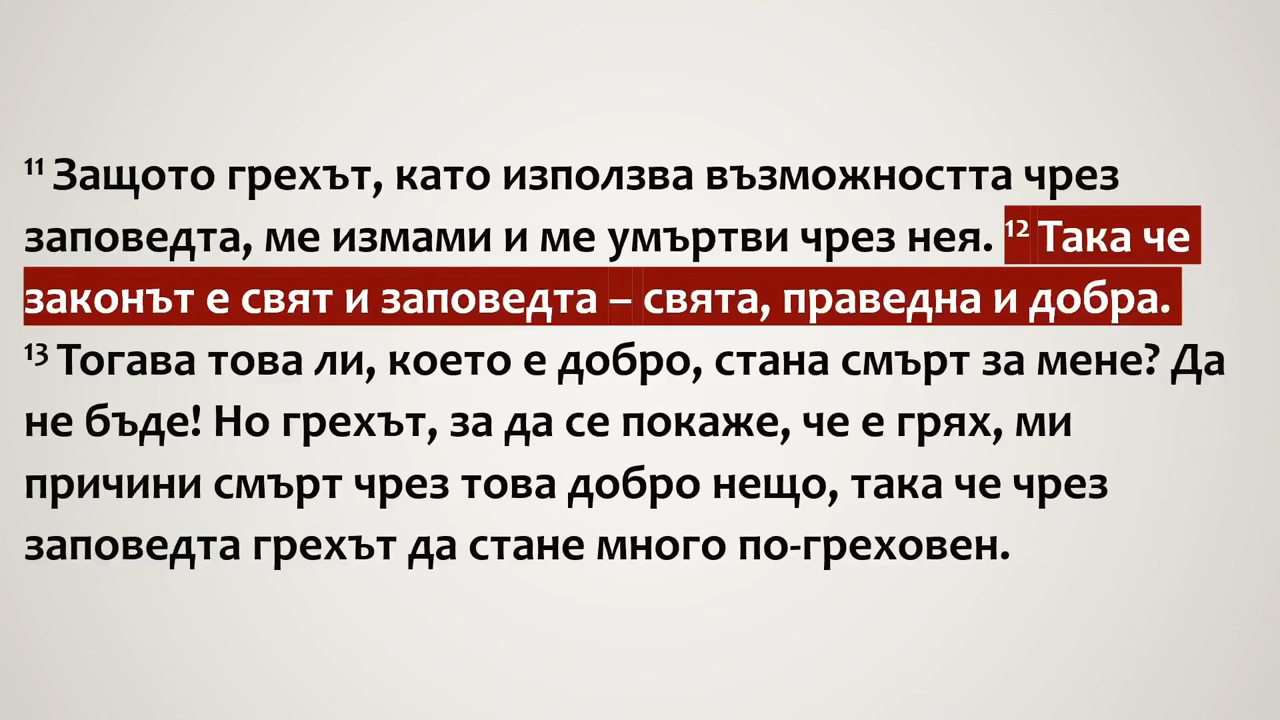 ¹¹ Защото грехът, като използва възможността чрез
заповедта, ме измами и ме умъртви чрез нея. ¹² Така че
законът е свят и заповедта – свята, праведна и добра.
¹³ Тогава това ли, което е добро, стана смърт за мене? Да
не бъде! Но грехът, за да се покаже, че е грях, ми
причини смърт чрез това добро нещо, така че чрез
заповедта грехът да стане много по-греховен.